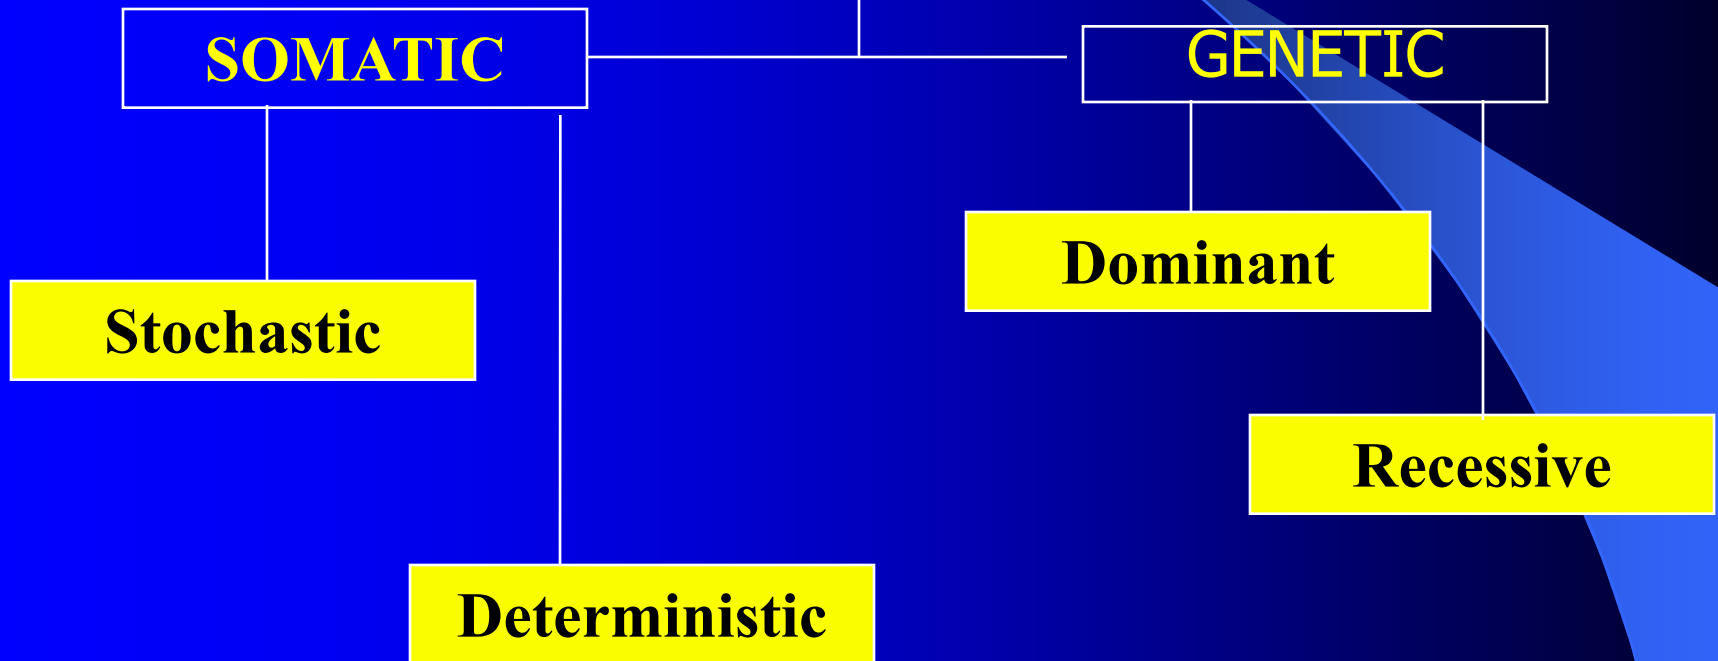 SOMATIC
GENETIC
Dominant
Stochastic
Recessive
Deterministic